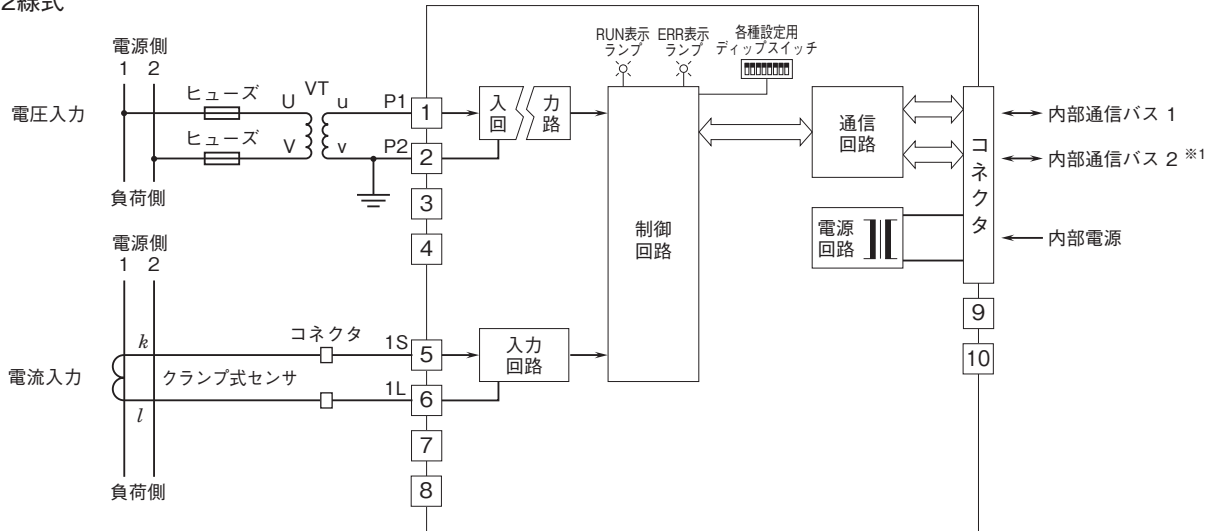 2線式
電源側
1 2
電圧入力
ヒューズ
ヒューズ
U
V
VT
u
v
P1
P2
負荷側
1
2
3
4
入力
回路
RUN表示
ランプ
ERR表示
ランプ
各種設定用
ディップスイッチ
制御
回路
通信
回路
電源
回路
コネクタ
内部通信バス 1
内部通信バス 2 ※1
内部電源
9
10
電源側
1 2
電流入力
k
l
クランプ式センサ
コネクタ
1S
1L
負荷側
5
6
7
8
入力
回路